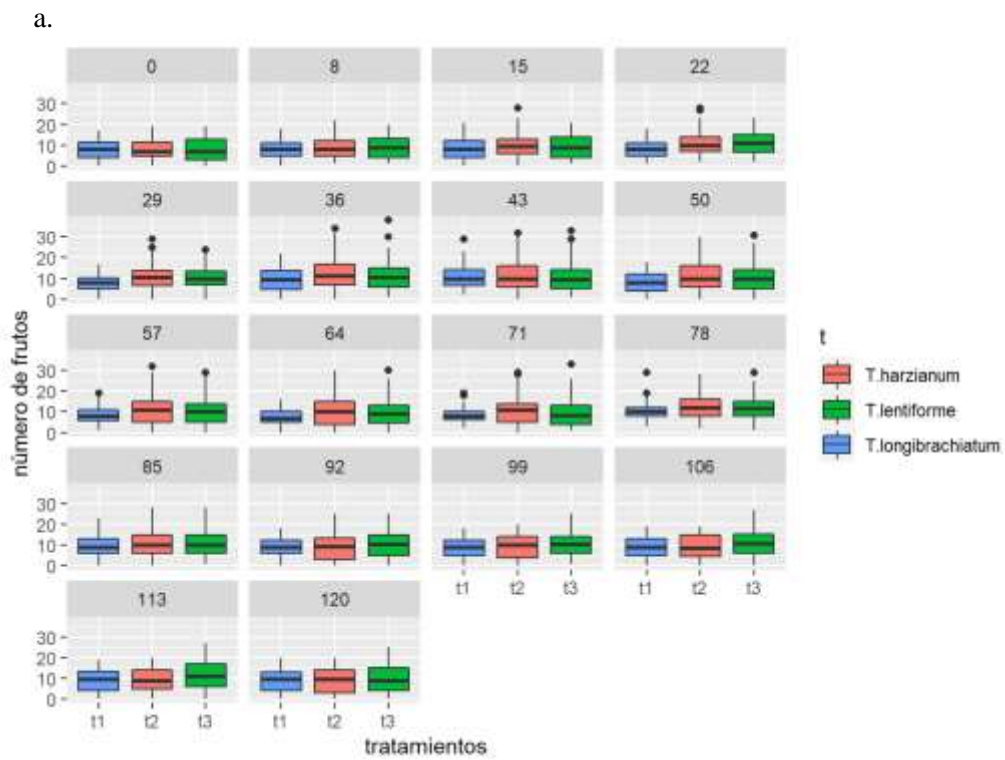 a.
0 8 15 22
30
20
10
0
29 36 43 50
30
20
10
0
57 64 71 78
30
20
10
0
85 92 99 106
30
20
10
0
t1 t2 t3 t1 t2 t3
113 120
30
20
10
0
t1 t2 t3 t1 t2 t3
tratamientos
número de frutos
t
T.harzianum
T.lentiforme
T.longibrachiatum